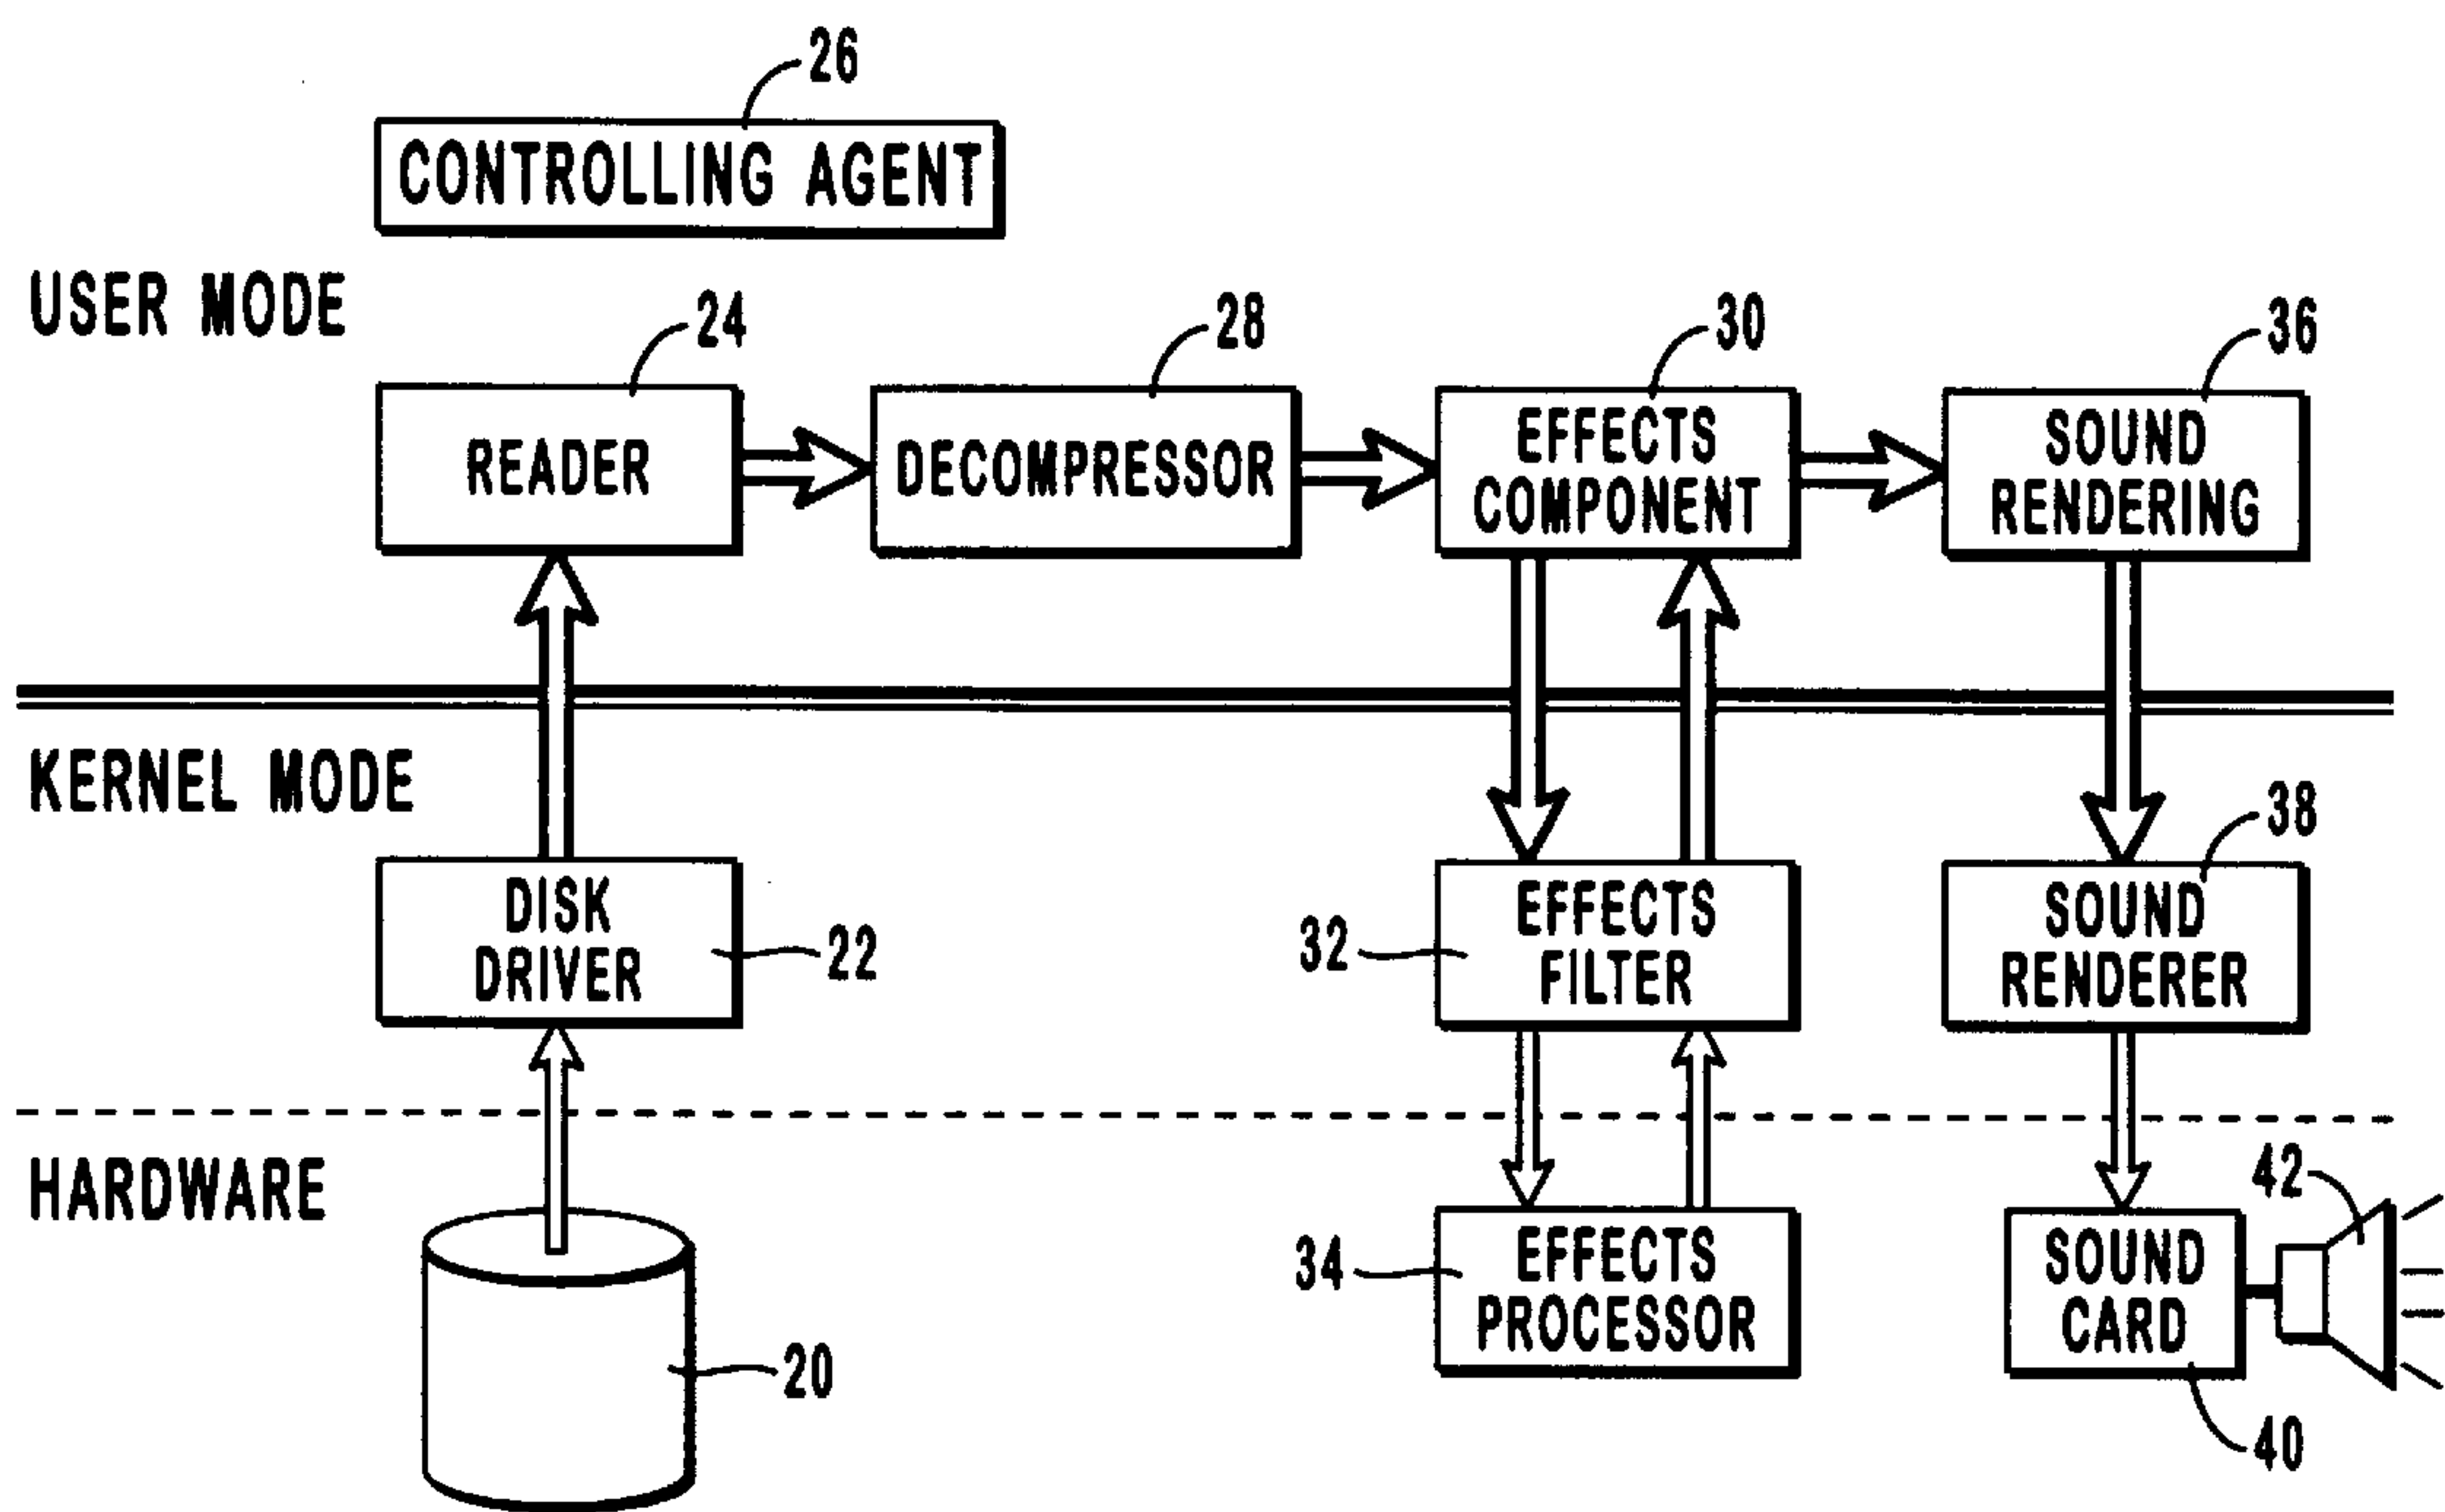 26
CONTROLLING AGENT
USER MODE
24
28
30
36
READER
DECOMPRESSOR
EFFECTS
COMPONENT
SOUND
RENDERING
KERNEL MODE
38
DISK
DRIVER
22
32
EFFECTS
FILTER
SOUND
RENDERER
HARDWARE
42
34
EFFECTS
PROCESSOR
SOUND
CARD
20
40